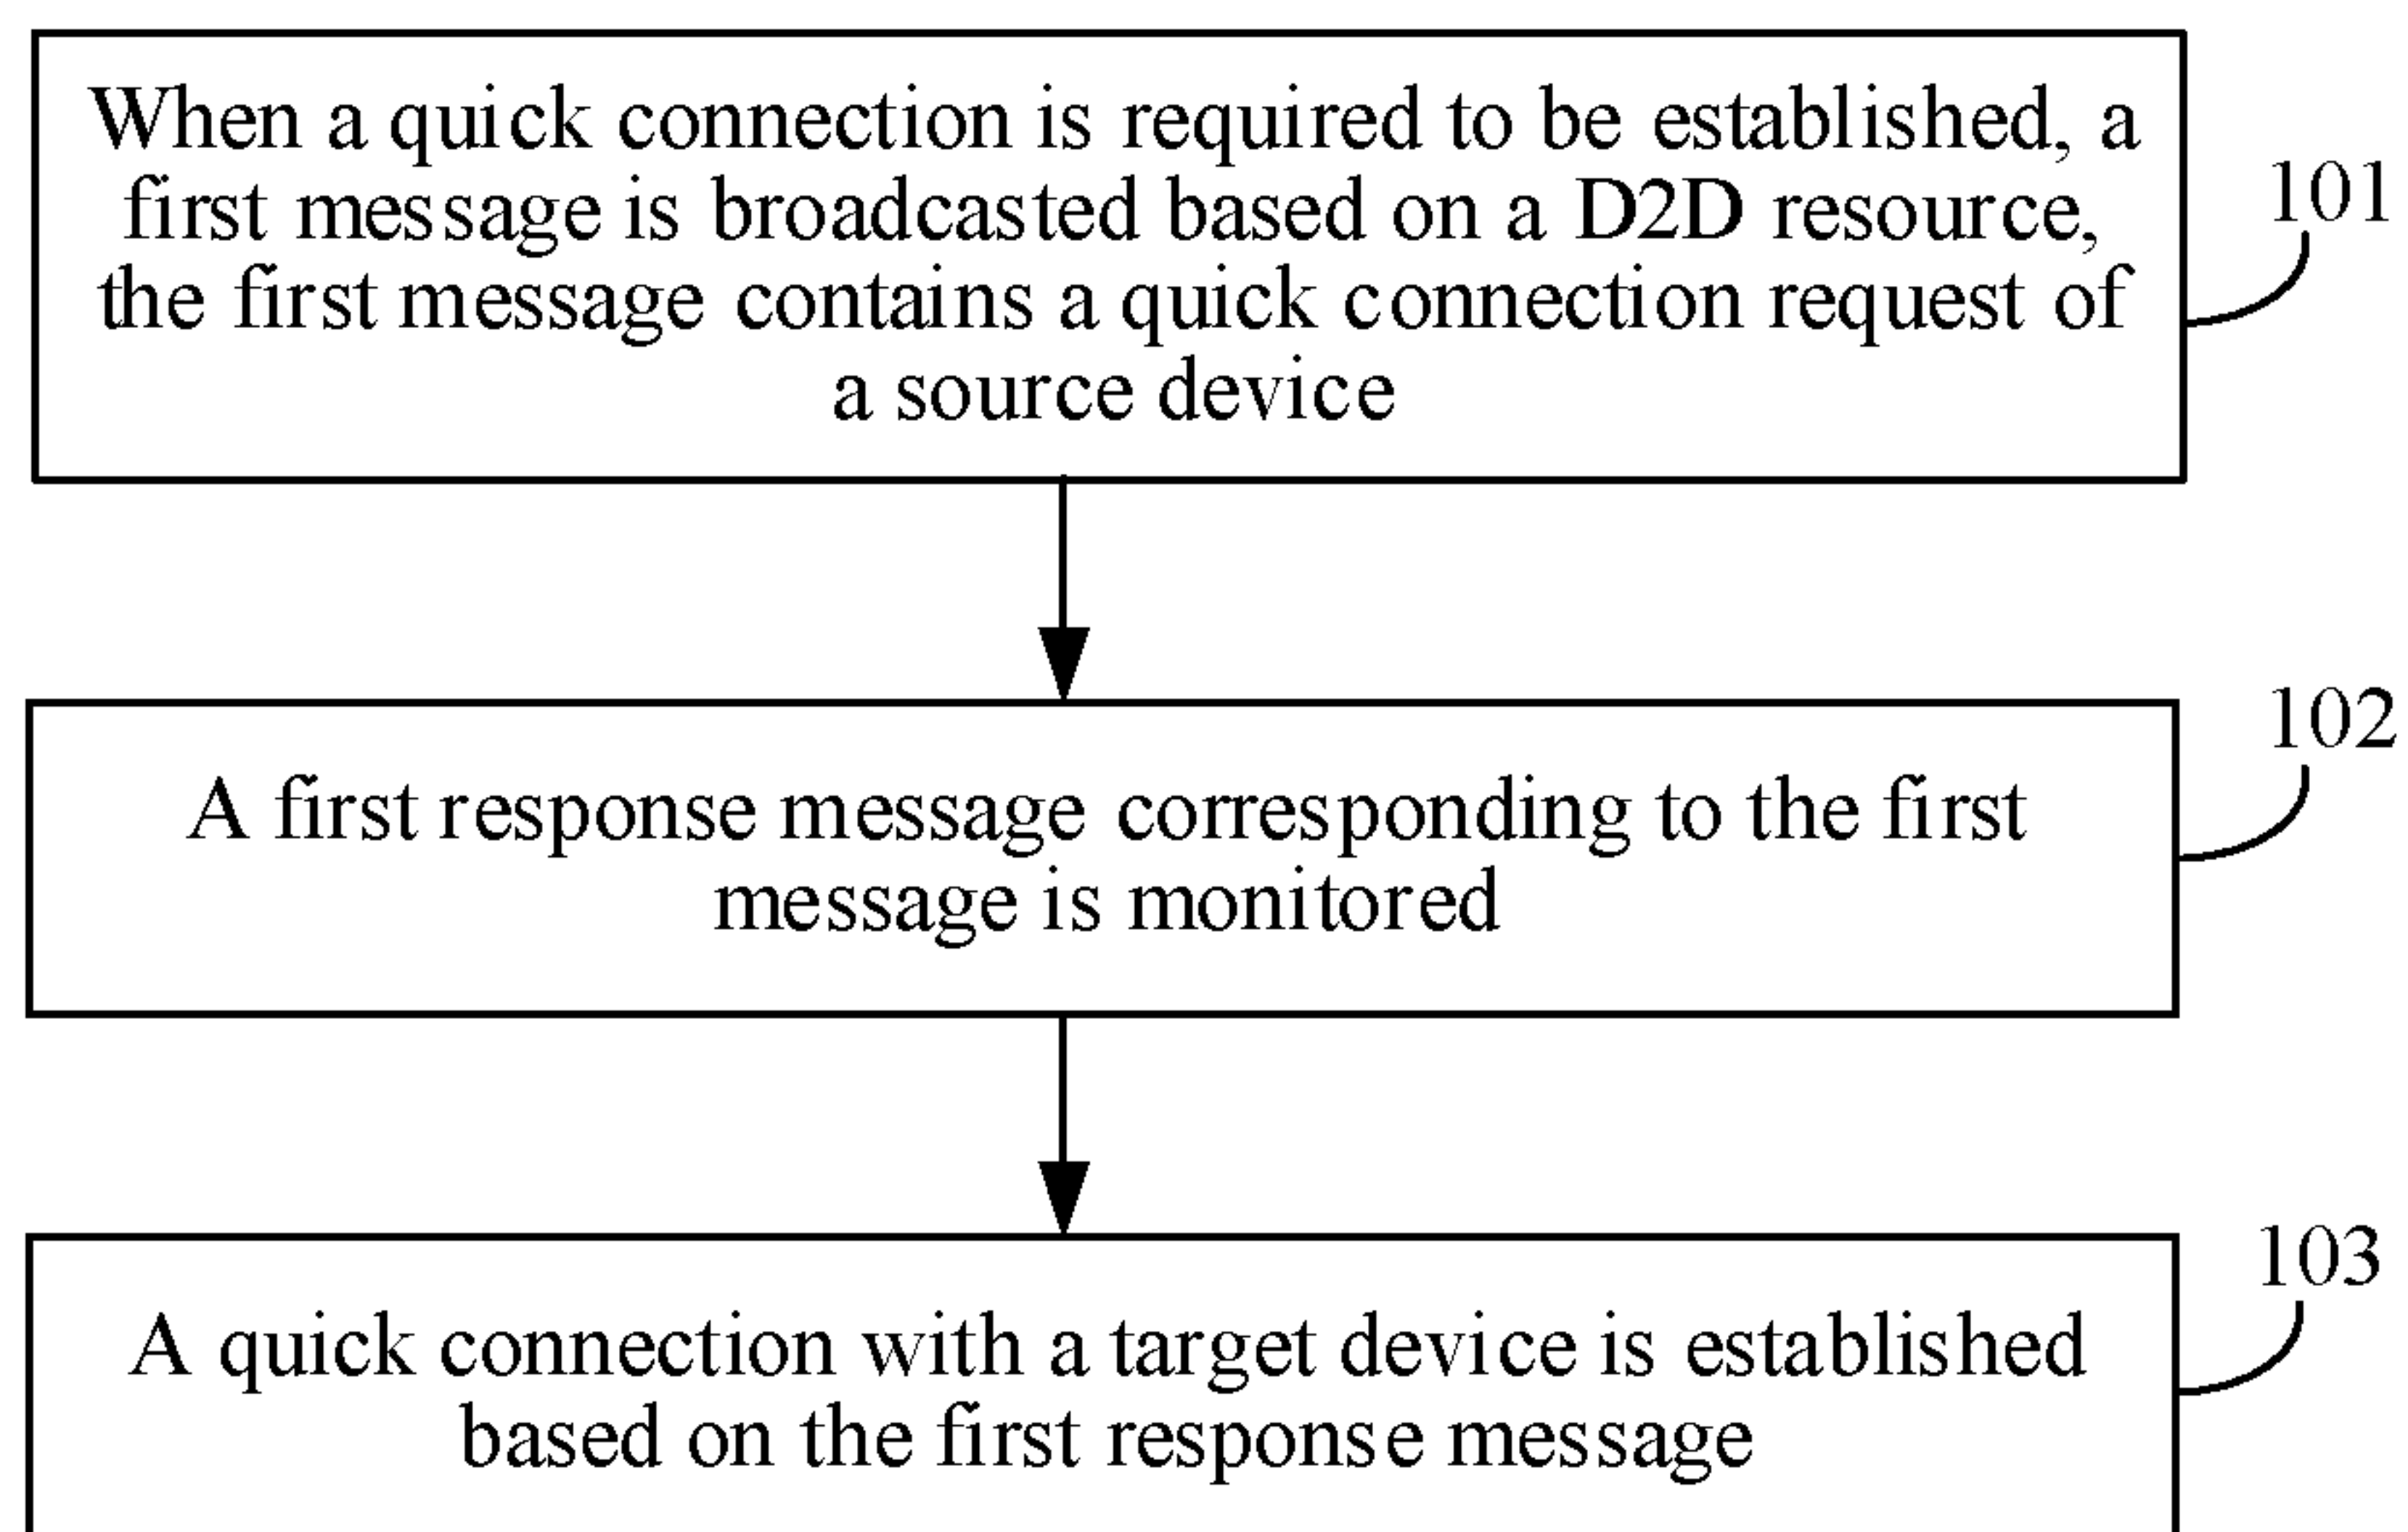 When a quick connection is required to be established, a
first message is broadcasted based on a D2D resource,
the first message contains a quick connection request of
a source device
101
A first response message corresponding to the first
message is monitored
102
A quick connection with a target device is established
based on the first response message
103